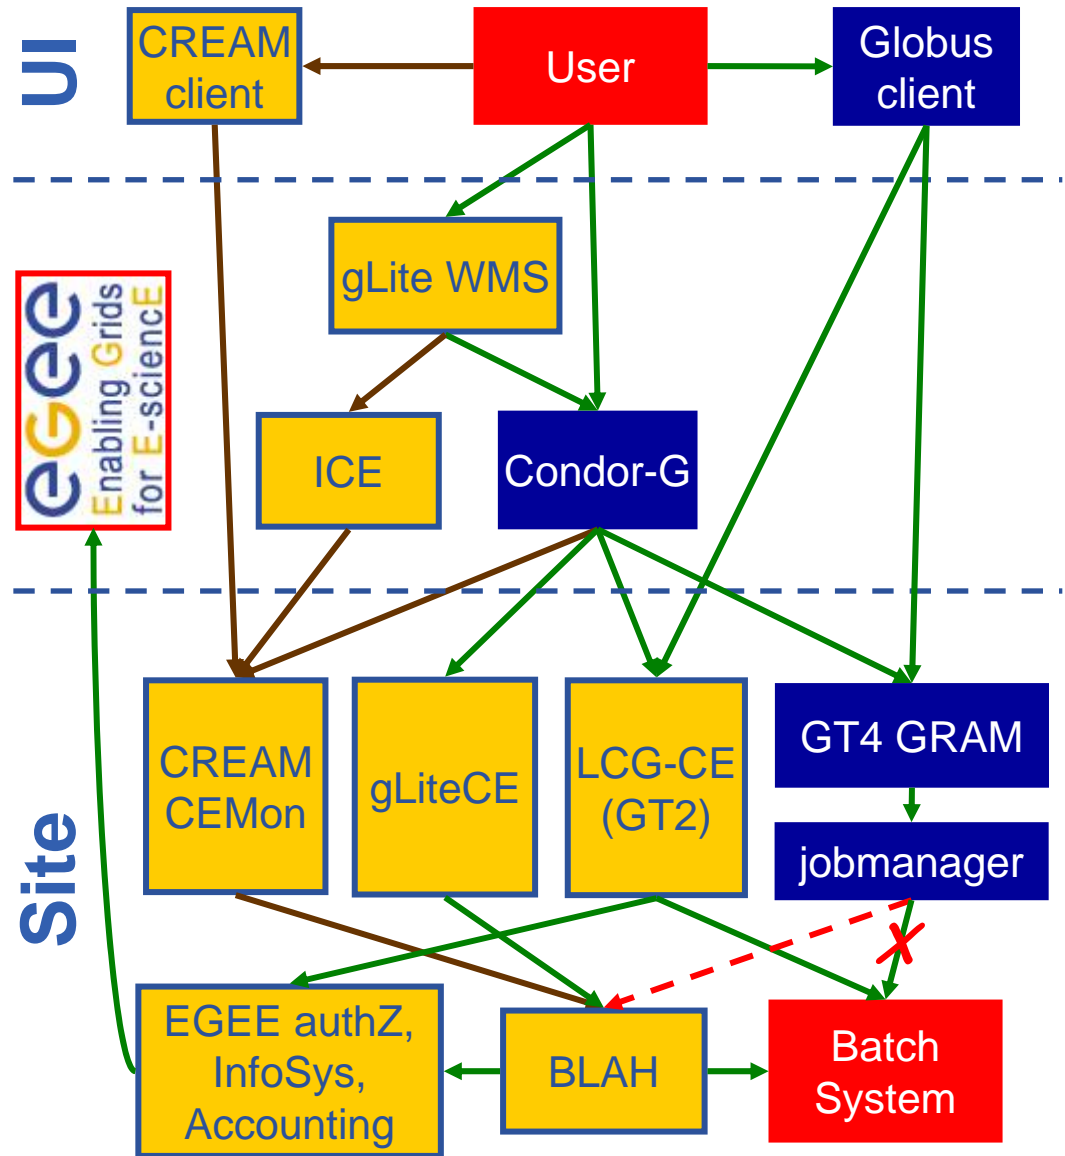 UI
CREAM
client
User
Globus
client
gLite WMS
eGee
Enabling Grids
for E-sciencE
ICE
Condor-G
Site
CREAM
CEMon
gLiteCE
LCG-CE
(GT2)
GT4 GRAM
jobmanager
X
EGEE authZ,
InfoSys,
Accounting
BLAH
Batch
System